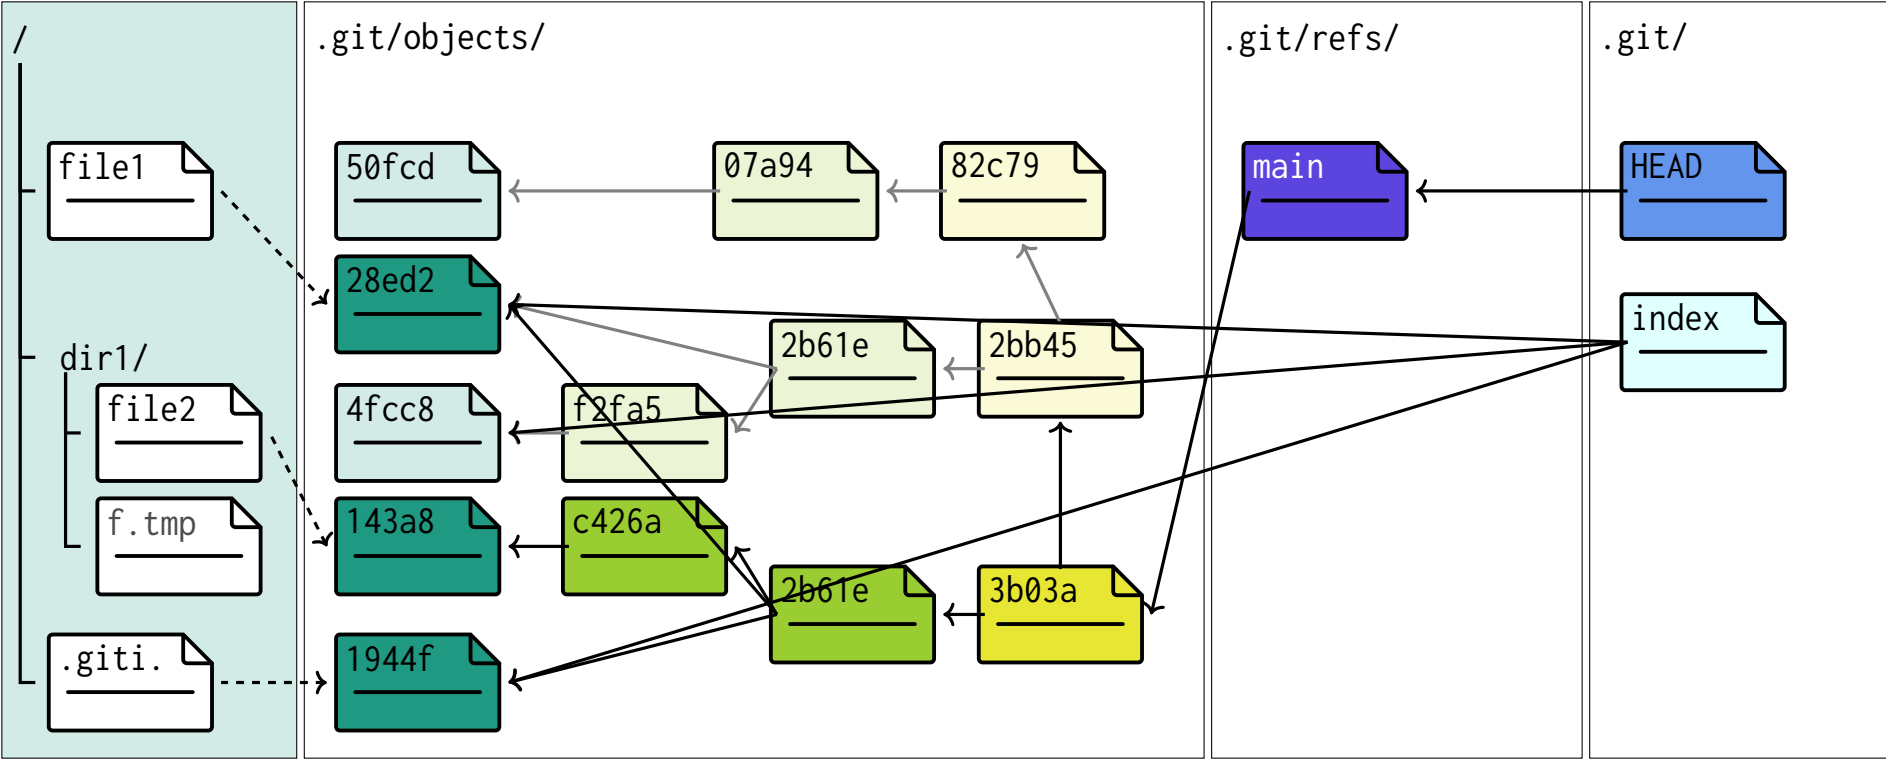 /
.git/objects/
.git/refs/
.git/
file1
50fcd
07a94
82c79
main
HEAD
28ed2
index
dir1/
2b61e
2bb45
file2
4fcc8
f2fa5
f.tmp
143a8
c426a
2b61e
3b03a
.giti.
1944f